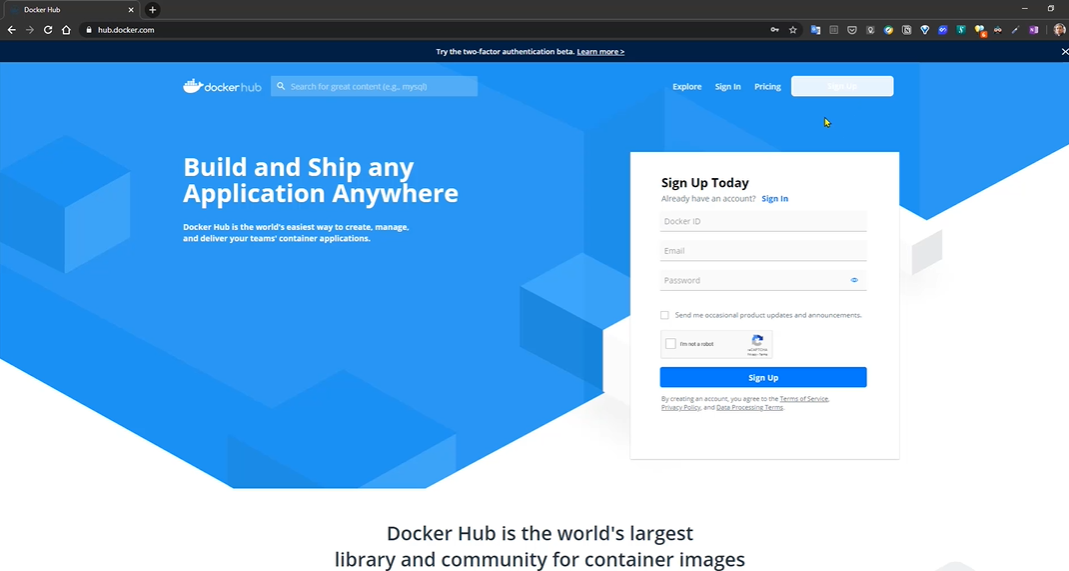 Docker Hub
hub.docker.com
Try the two-factor authentication beta. Learn more >
docker hub
Search for great content (e.g., mysql)
Explore
Sign In
Pricing
Sign Up
Build and Ship any
Application Anywhere
Docker Hub is the world's easiest way to create, manage,
and deliver your teams' container applications.
Sign Up Today
Already have an account? Sign In
Docker ID
Email
Password
Send me occasional product updates and announcements.
I'm not a robot
reCAPTCHA
Privacy - Terms
Sign Up
By creating an account, you agree to the Terms of Service,
Privacy Policy, and Data Processing Terms.
Docker Hub is the world's largest
library and community for container images